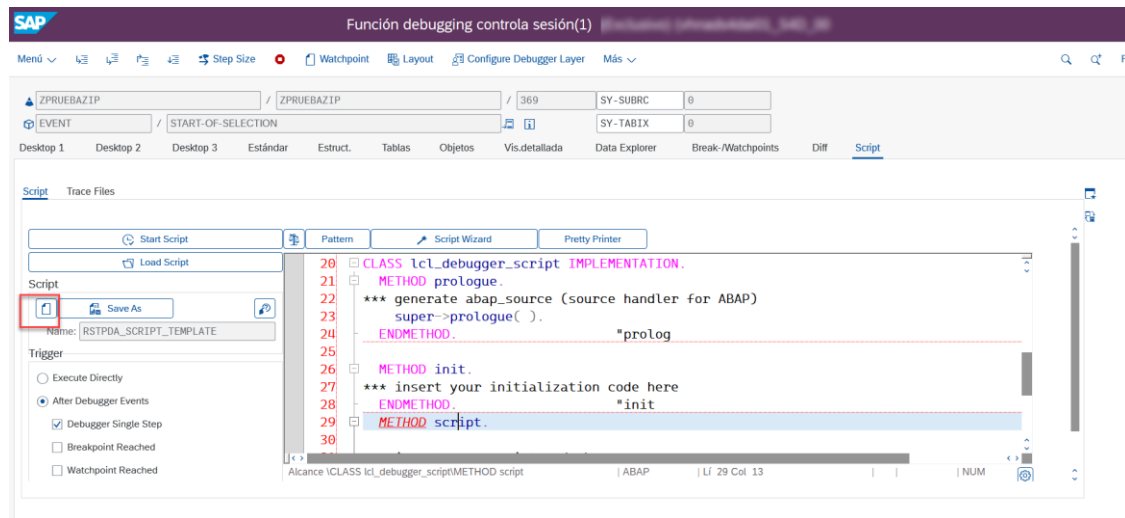 SAP
Función debugging controla sesión(1)
Menú Step Size Watchpoint Layout Configure Debugger Layer Más
ZPRUEBAZIP / ZPRUEBAZIP / 369 SY-SUBRC 0
EVENT / START-OF-SELECTION SY-TABIX 0
Desktop 1 Desktop 2 Desktop 3 Estándar Estruct. Tablas Objetos Vis.detallada Data Explorer Break-/Watchpoints Diff Script
Script Trace Files
Start Script Pattern Script Wizard Pretty Printer
Load Script
Script
Save As
Name: RSTPDA_SCRIPT_TEMPLATE
Trigger
Execute Directly
After Debugger Events
Debugger Single Step
Breakpoint Reached
Watchpoint Reached
20 CLASS lcl_debugger_script IMPLEMENTATION.
21 METHOD prologue.
22 *** generate abap_source (source handler for ABAP)
23 super->prologue( ).
24 ENDMETHOD. "prolog
25
26 METHOD init.
27 *** insert your initialization code here
28 ENDMETHOD. "init
29 METHOD script.
30
Alcance \CLASS lcl_debugger_script\METHOD script | ABAP | Lí 29 Col 13 | | | NUM